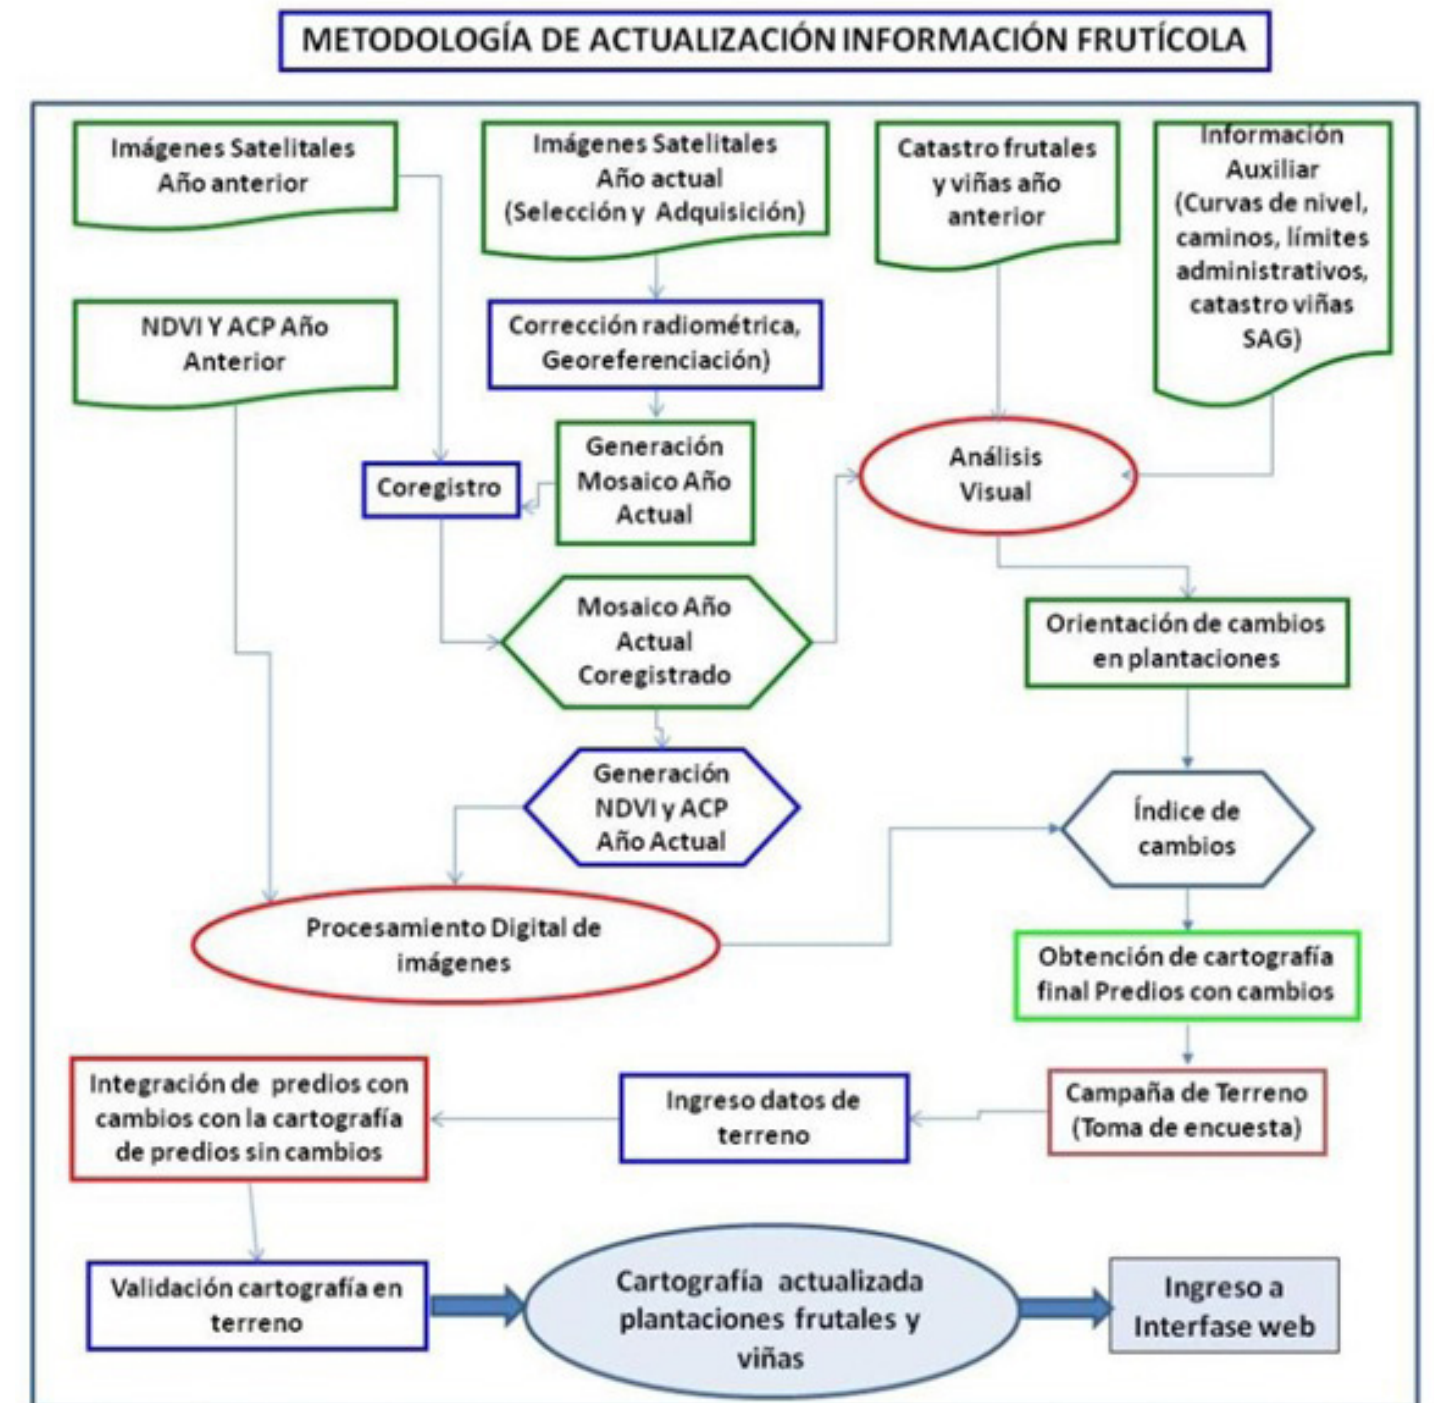 METODOLOGÍA DE ACTUALIZACIÓN INFORMACIÓN FRUTÍCOLA
Imágenes Satelitales
Año anterior
Imágenes Satelitales
Año actual
(Selección y Adquisición)
Catastro frutales
y viñas año
anterior
Información
Auxiliar
(Curvas de nivel,
caminos, límites
administrativos,
catastro viñas
SAG)
NDVI Y ACP Año
Anterior
Corrección radiométrica,
Georeferenciación)
Generación
Mosaico Año
Actual
Coregistro
Análisis
Visual
Mosaico Año
Actual
Coregistrado
Orientación de cambios
en plantaciones
Generación
NDVI y ACP
Año Actual
Índice de
cambios
Procesamiento Digital de
imágenes
Obtención de cartografía
final Predios con cambios
Integración de predios con
cambios con la cartografía
de predios sin cambios
Ingreso datos de
terreno
Campaña de Terreno
(Toma de encuesta)
Validación cartografía en
terreno
Cartografía actualizada
plantaciones frutales y
viñas
Ingreso a
Interfase web